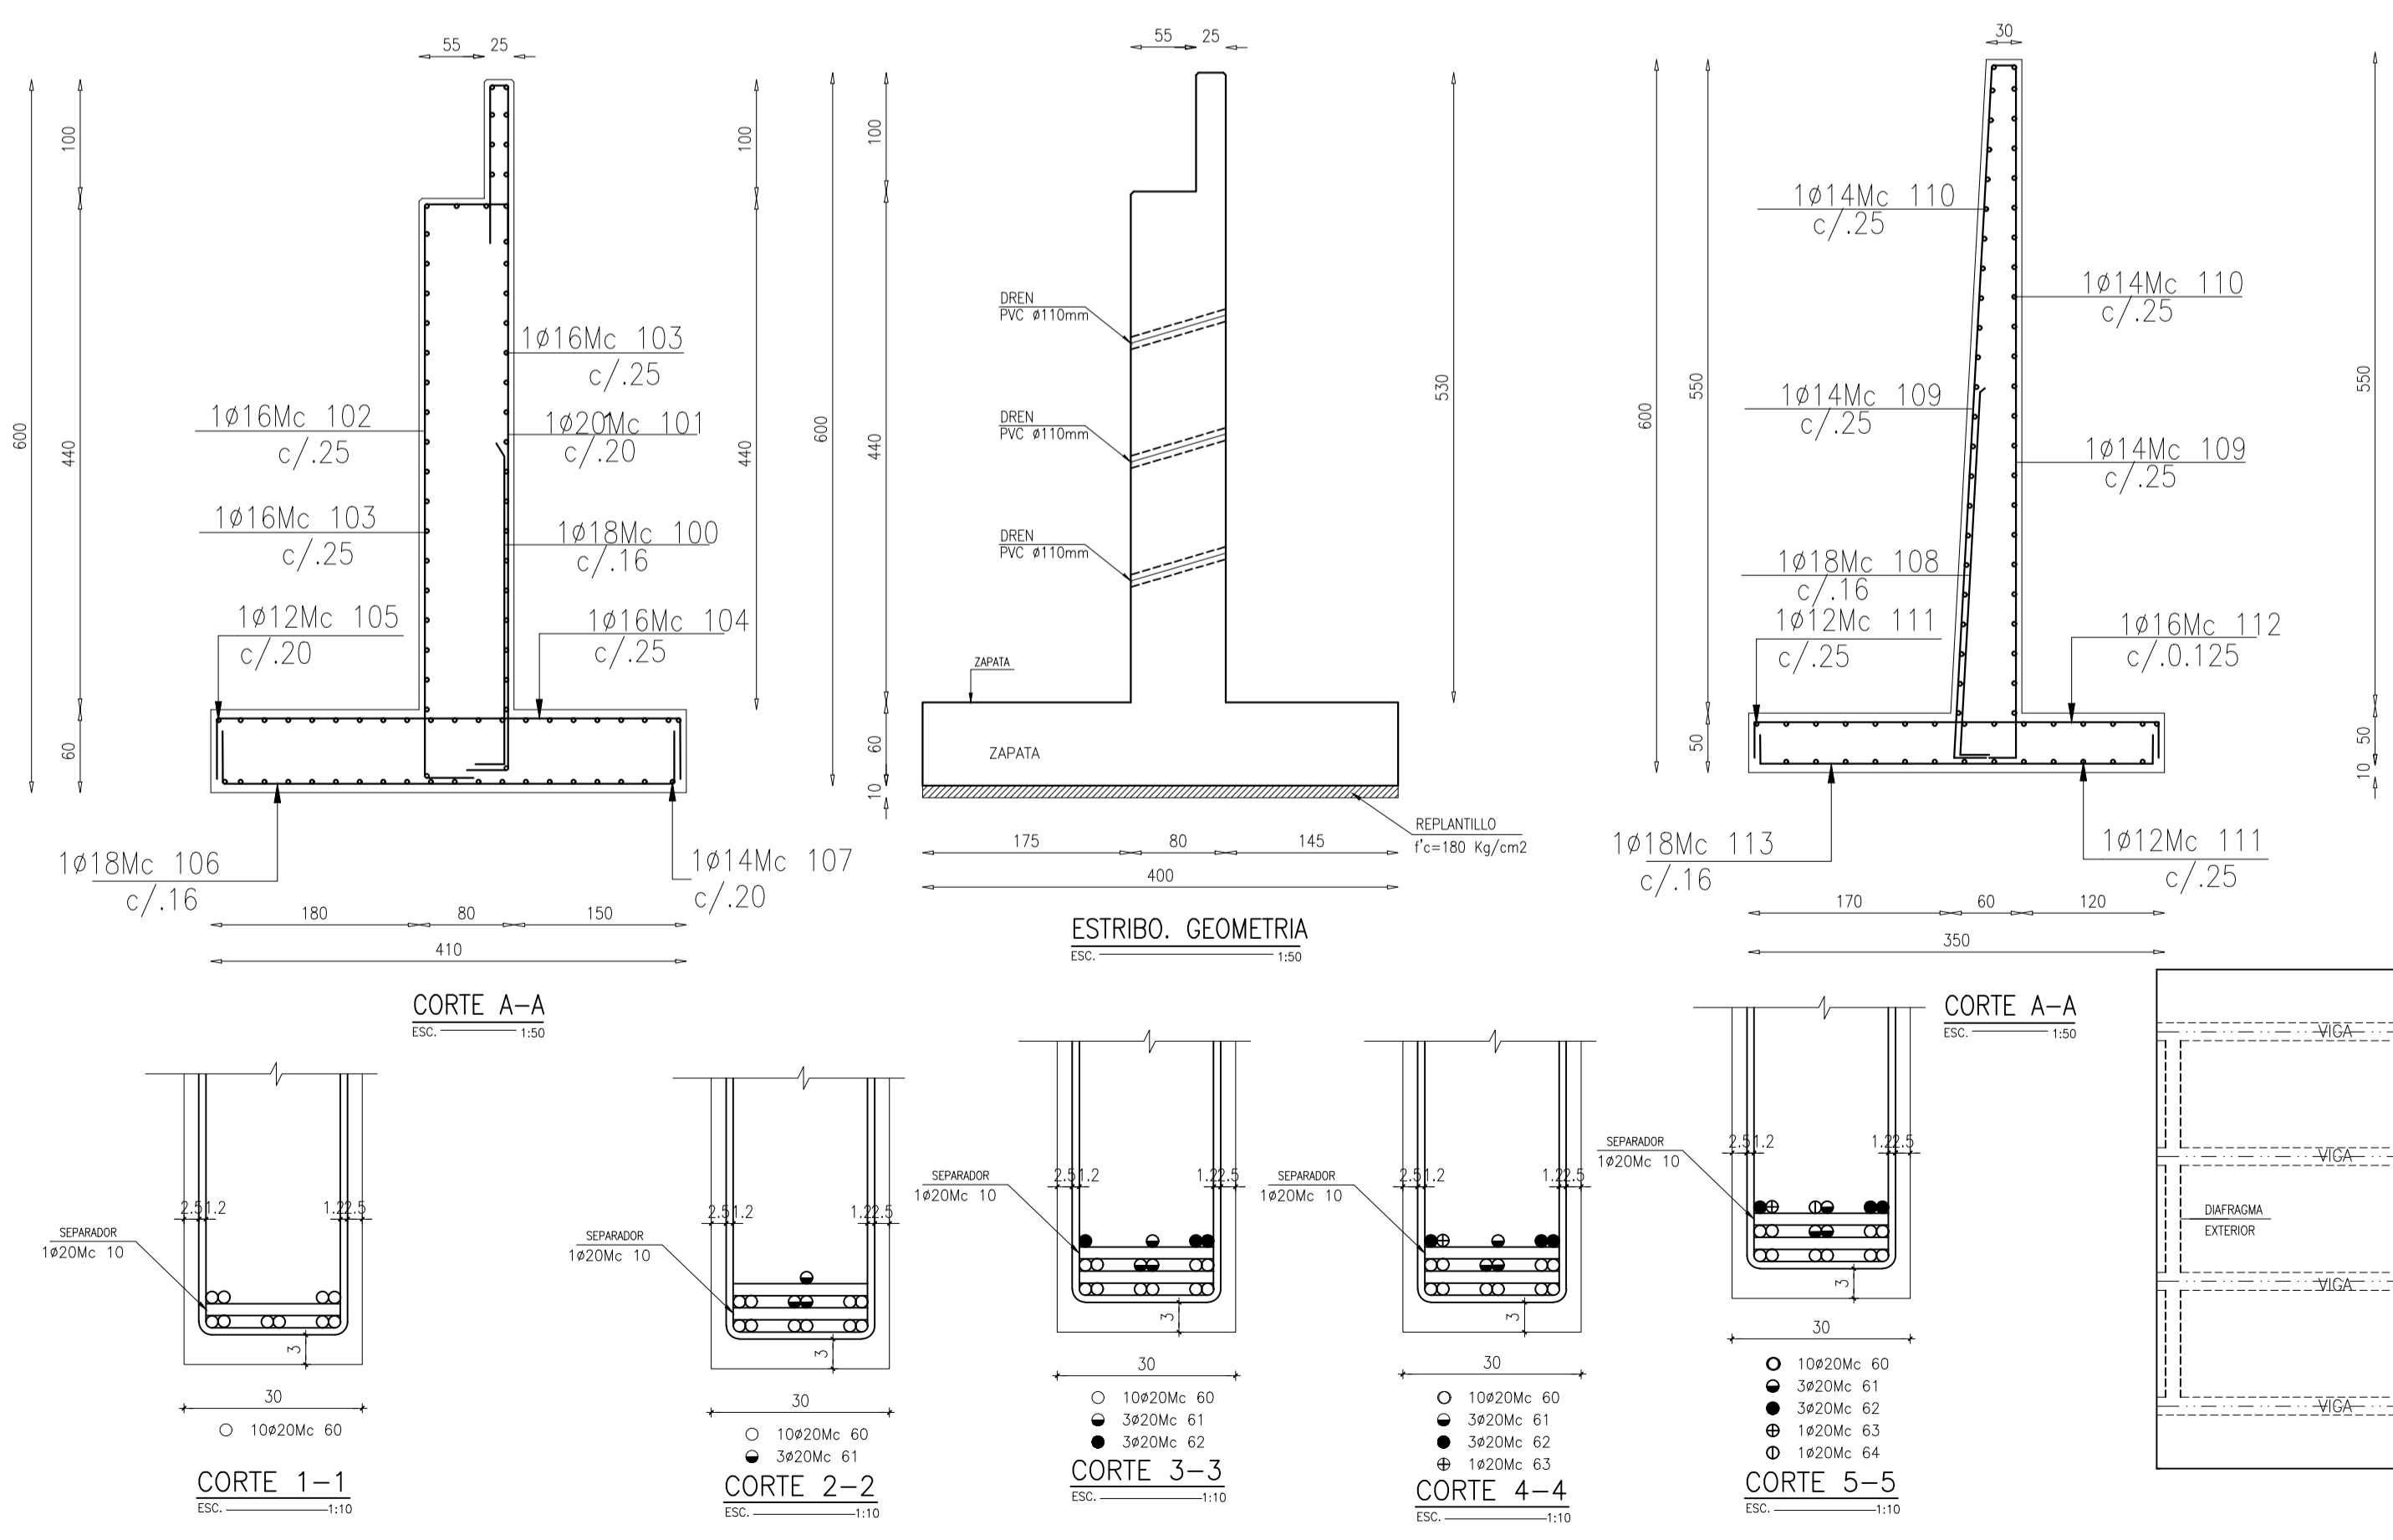 55 25
600
100
440
60
100
440
1ø16Mc 103
c/.25
1ø16Mc 102
c/.25
1ø20Mc 101
c/.20
1ø16Mc 103
c/.25
1ø18Mc 100
c/.16
1ø12Mc 105
c/.20
1ø16Mc 104
c/.25
1ø18Mc 106
c/.16
1ø14Mc 107
c/.20
180 80 150
410
CORTE A-A
ESC. 1:50
55 25
600
100
440
60
10
530
DREN
PVC ø110mm
DREN
PVC ø110mm
DREN
PVC ø110mm
ZAPATA
ZAPATA
REPLANTILLO
f'c=180 Kg/cm2
175 80 145
400
ESTRIBO. GEOMETRIA
ESC. 1:50
30
600
550
50
550
50
10
1ø14Mc 110
c/.25
1ø14Mc 110
c/.25
1ø14Mc 109
c/.25
1ø14Mc 109
c/.25
1ø18Mc 108
c/.16
1ø12Mc 111
c/.25
1ø16Mc 112
c/.0.125
1ø18Mc 113
c/.16
1ø12Mc 111
c/.25
170 60 120
350
CORTE A-A
ESC. 1:50
2.5 1.2 1.2 2.5
SEPARADOR
1ø20Mc 10
3
30
10ø20Mc 60
CORTE 1-1
ESC. 1:10
2.5 1.2 1.2 2.5
SEPARADOR
1ø20Mc 10
3
30
10ø20Mc 60
3ø20Mc 61
CORTE 2-2
ESC. 1:10
2.5 1.2 1.2 2.5
SEPARADOR
1ø20Mc 10
3
30
10ø20Mc 60
3ø20Mc 61
3ø20Mc 62
CORTE 3-3
ESC. 1:10
2.5 1.2 1.2 2.5
SEPARADOR
1ø20Mc 10
3
30
10ø20Mc 60
3ø20Mc 61
3ø20Mc 62
1ø20Mc 63
CORTE 4-4
ESC. 1:10
2.5 1.2 1.2 2.5
SEPARADOR
1ø20Mc 10
3
30
10ø20Mc 60
3ø20Mc 61
3ø20Mc 62
1ø20Mc 63
1ø20Mc 64
CORTE 5-5
ESC. 1:10
VIGA
VIGA
DIAFRAGMA
EXTERIOR
VIGA
VIGA